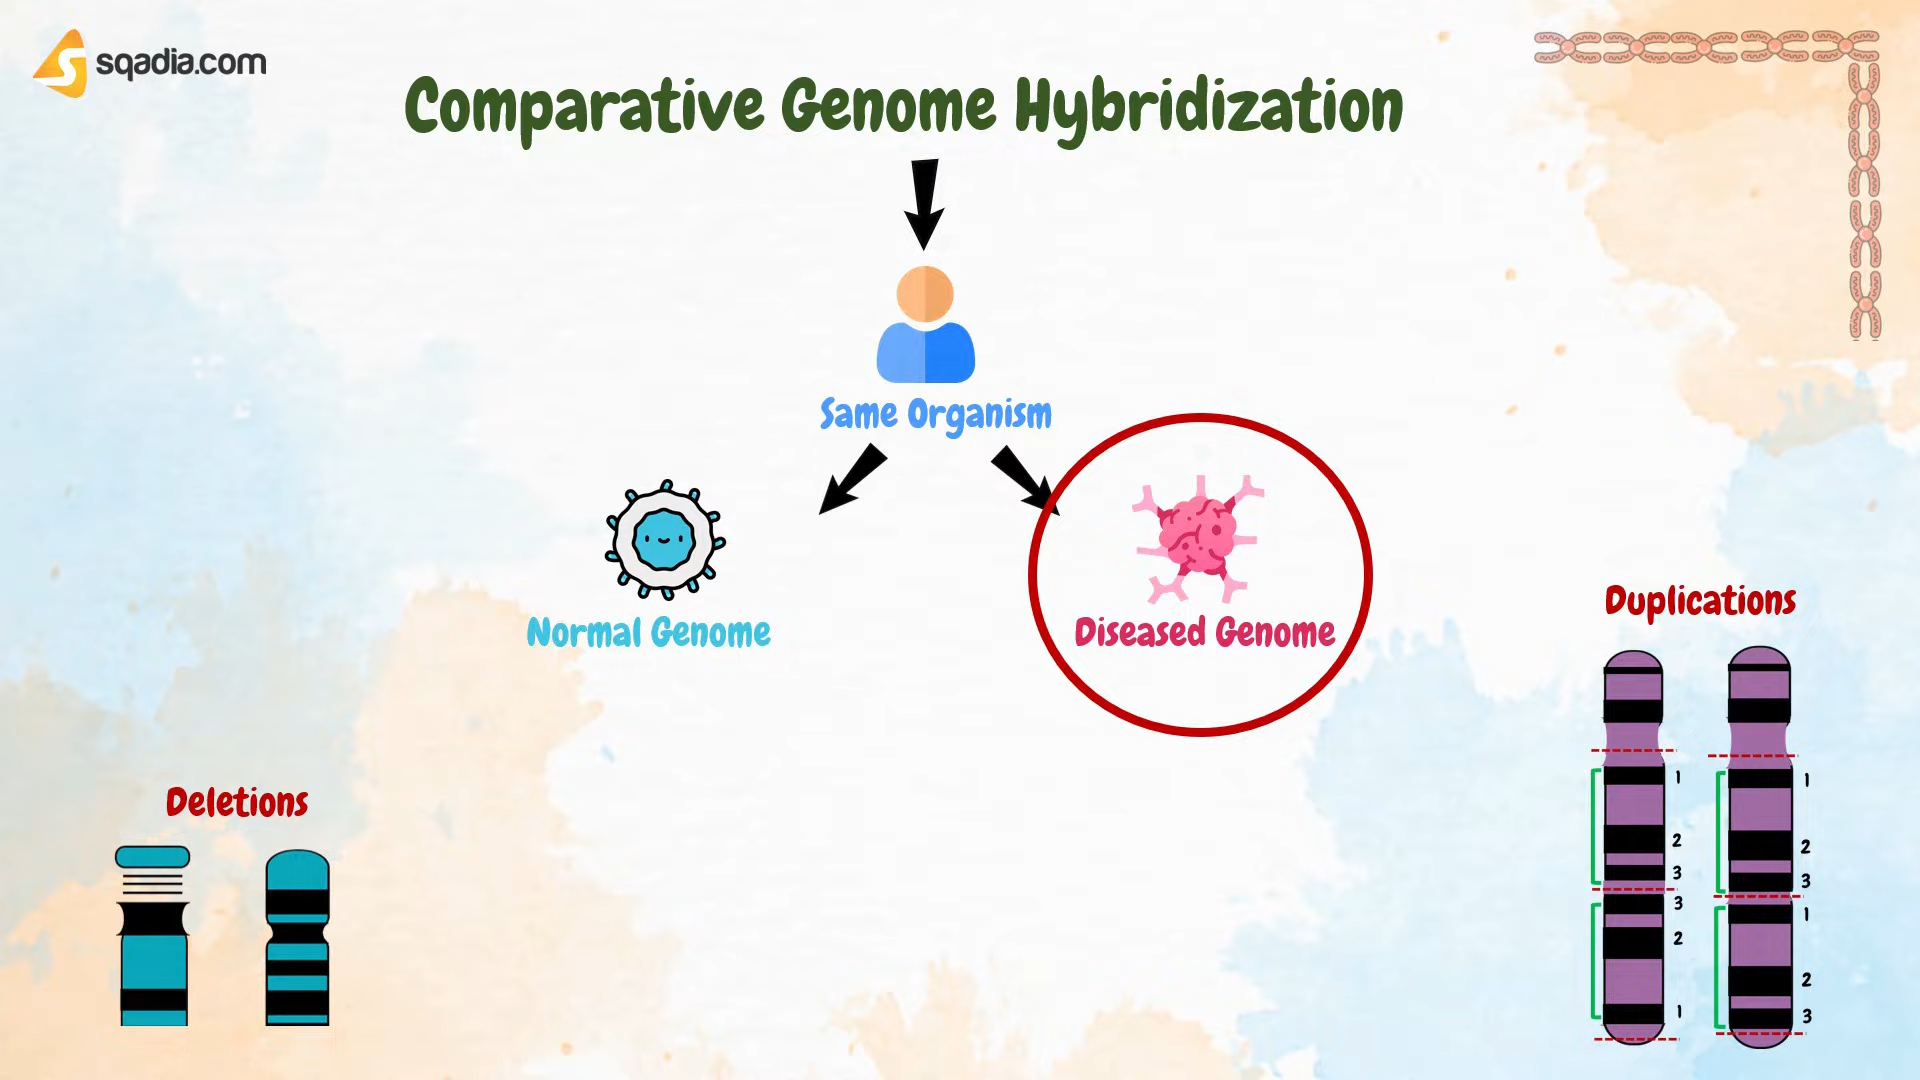 sqadia.com
Comparative Genome Hybridization
Same Organism
Normal Genome
Diseased Genome
Deletions
Duplications
1
2
3
3
2
1
1
2
3
1
2
3